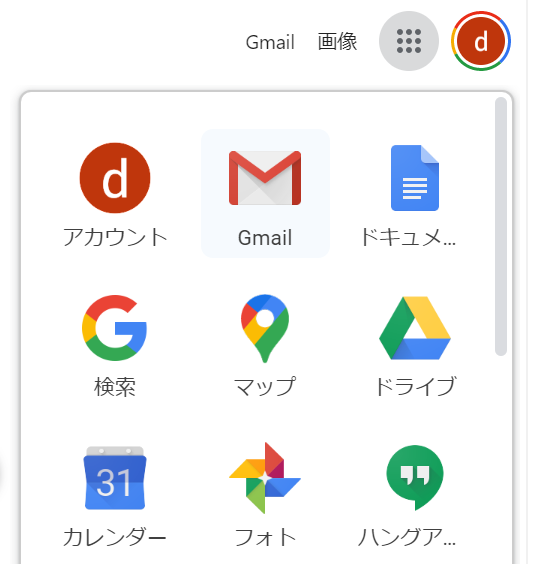 Gmail 画像 d
d
アカウント Gmail ドキュメ...
検索 マップ ドライブ
31
カレンダー フォト ハングア...